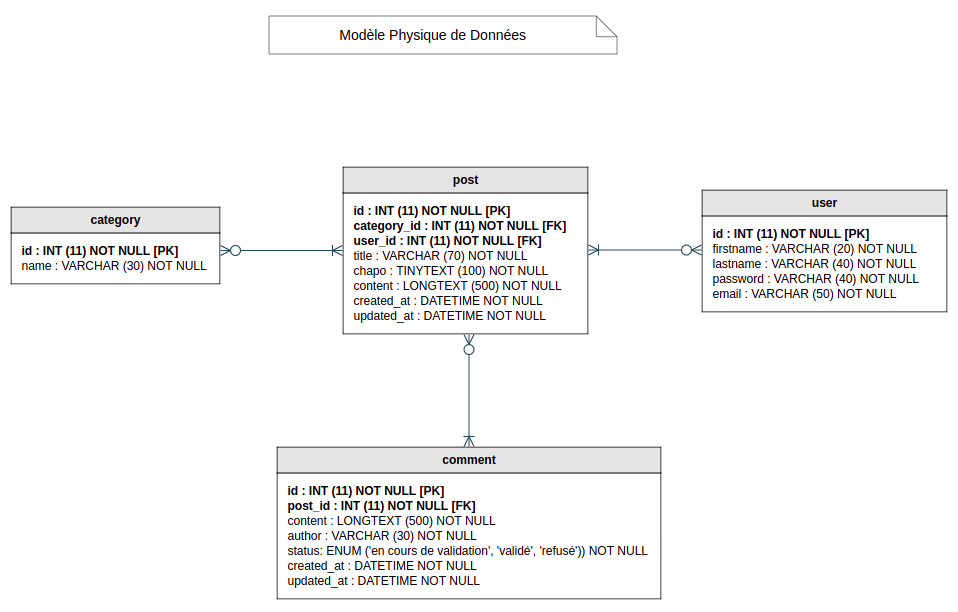 Modèle Physique de Données
category
id : INT (11) NOT NULL [PK]
name : VARCHAR (30) NOT NULL
post
id : INT (11) NOT NULL [PK]
category_id : INT (11) NOT NULL [FK]
user_id : INT (11) NOT NULL [FK]
title : VARCHAR (70) NOT NULL
chapo : TINYTEXT (100) NOT NULL
content : LONGTEXT (500) NOT NULL
created_at : DATETIME NOT NULL
updated_at : DATETIME NOT NULL
user
id : INT (11) NOT NULL [PK]
firstname : VARCHAR (20) NOT NULL
lastname : VARCHAR (40) NOT NULL
password : VARCHAR (40) NOT NULL
email : VARCHAR (50) NOT NULL
comment
id : INT (11) NOT NULL [PK]
post_id : INT (11) NOT NULL [FK]
content : LONGTEXT (500) NOT NULL
author : VARCHAR (30) NOT NULL
status: ENUM ('en cours de validation', 'validé', 'refusé')) NOT NULL
created_at : DATETIME NOT NULL
updated_at : DATETIME NOT NULL